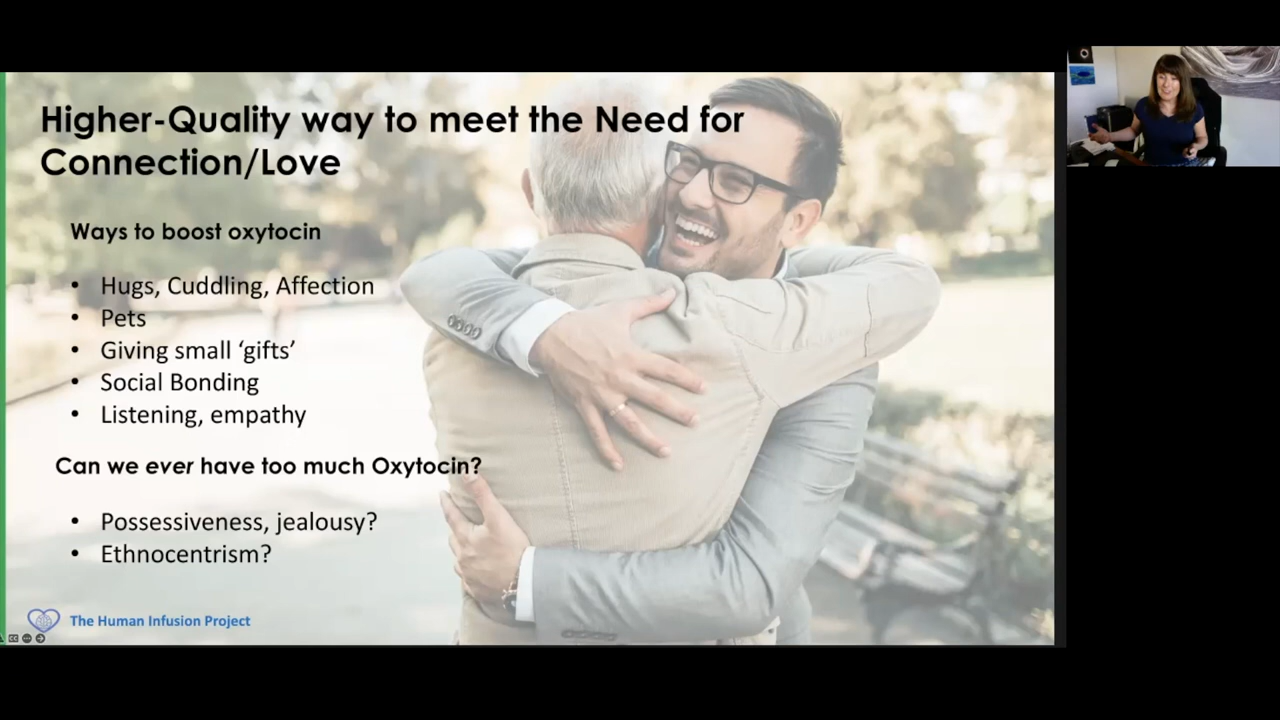 Higher-Quality way to meet the Need for
Connection/Love
Ways to boost oxytocin
• Hugs, Cuddling, Affection
• Pets
• Giving small ‘gifts’
• Social Bonding
• Listening, empathy
Can we ever have too much Oxytocin?
• Possessiveness, jealousy?
• Ethnocentrism?
The Human Infusion Project